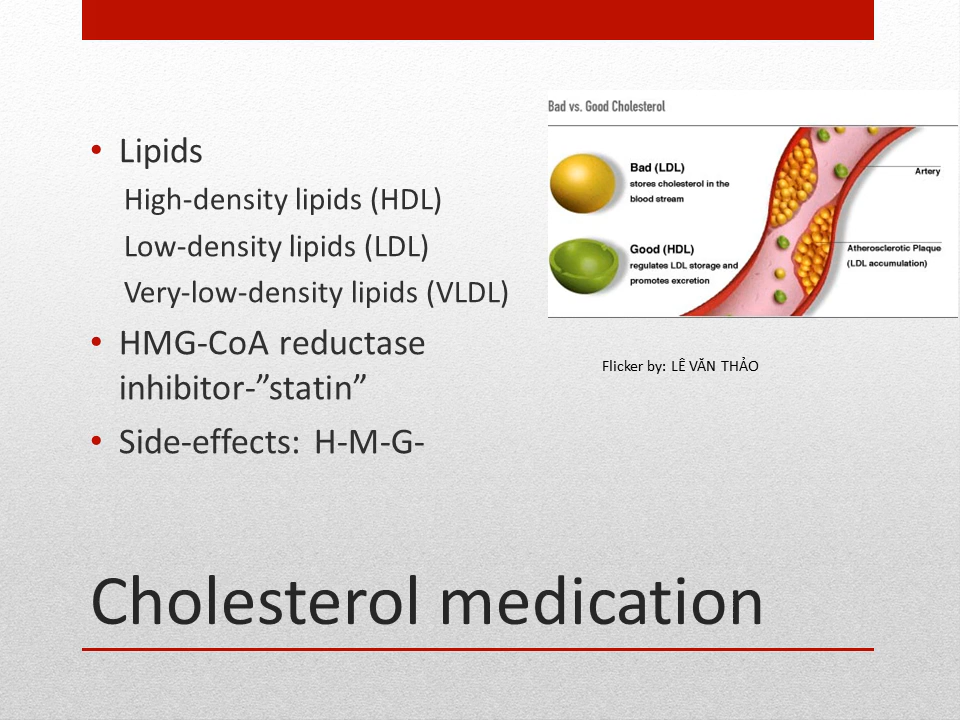 • Lipids
High-density lipids (HDL)
Low-density lipids (LDL)
Very-low-density lipids (VLDL)
• HMG-CoA reductase
inhibitor-”statin”
• Side-effects: H-M-G-
Bad vs. Good Cholesterol
Bad (LDL)
stores cholesterol in the
blood stream
Good (HDL)
regulates LDL storage and
promotes excretion
Artery
Atherosclerotic Plaque
(LDL accumulation)
Flicker by: LÊ VĂN THẢO
Cholesterol medication